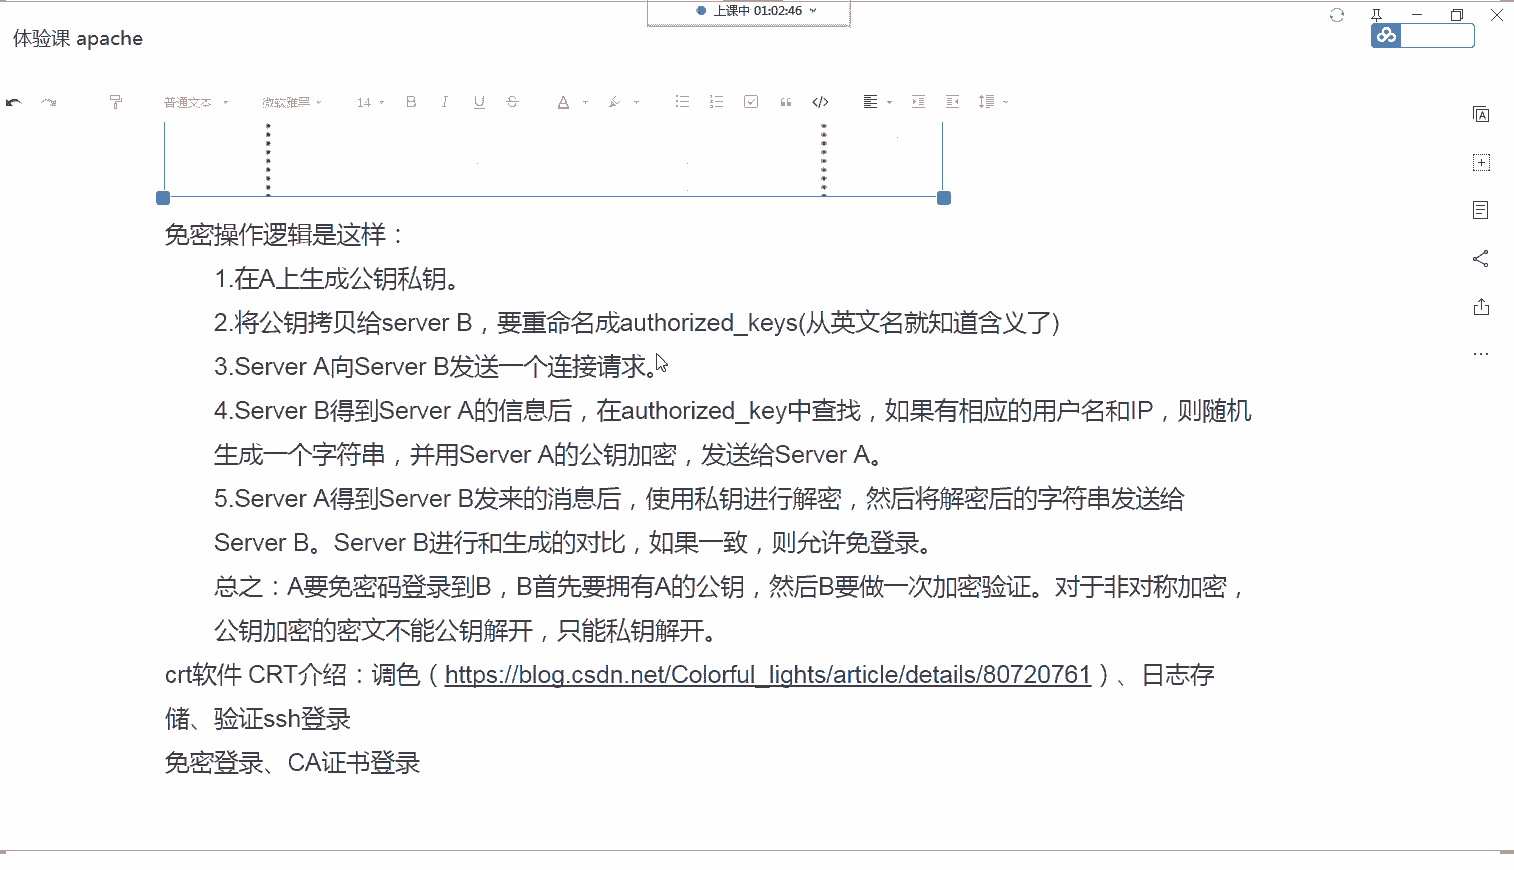 上课中 01:02:46
体验课 apache
普通文本 微软雅黑 14 B I U S A
免密操作逻辑是这样：
1.在A上生成公钥私钥。
2.将公钥拷贝给server B，要重命名成authorized_keys(从英文名就知道含义了)
3.Server A向Server B发送一个连接请求。
4.Server B得到Server A的信息后，在authorized_key中查找，如果有相应的用户名和IP，则随机
生成一个字符串，并用Server A的公钥加密，发送给Server A。
5.Server A得到Server B发来的消息后，使用私钥进行解密，然后将解密后的字符串发送给
Server B。Server B进行和生成的对比，如果一致，则允许免登录。
总之：A要免密码登录到B，B首先要拥有A的公钥，然后B要做一次加密验证。对于非对称加密，
公钥加密的密文不能公钥解开，只能私钥解开。
crt软件 CRT介绍：调色（https://blog.csdn.net/Colorful_lights/article/details/80720761）、日志存
储、验证ssh登录
免密登录、CA证书登录